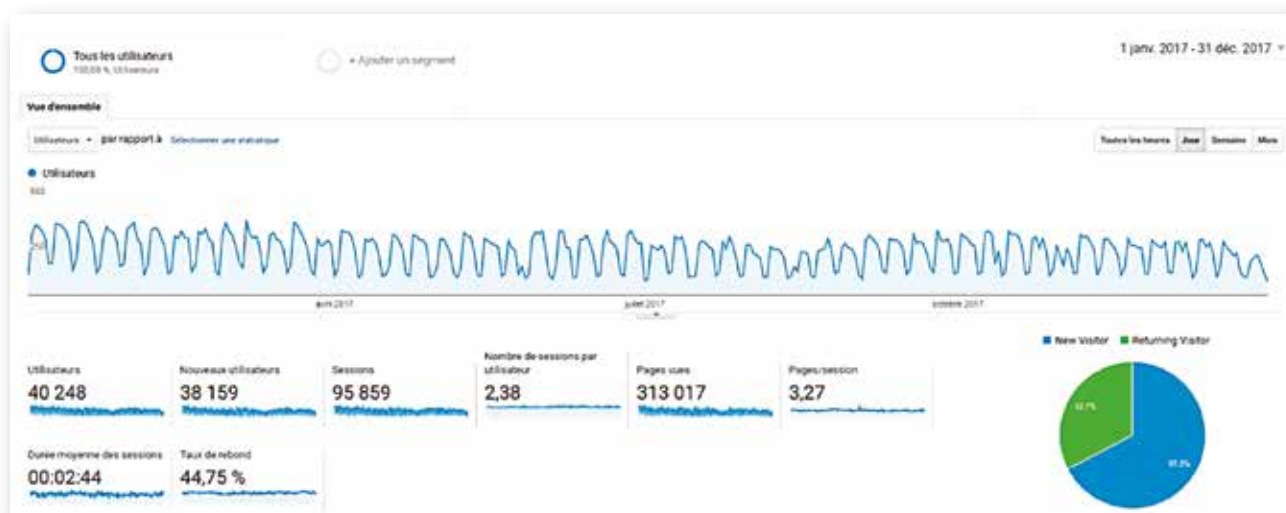 Tous les utilisateurs
+ Ajouter un segment
1 janv. 2017 - 31 déc. 2017
Vue d'ensemble
Utilisateurs par rapport à Sélectionner une statistique
Toutes les heures Jour Semaine Mois
Utilisateurs
avril 2017 juillet 2017 octobre 2017
New Visitor Returning Visitor
Utilisateurs
40 248
Nouveaux utilisateurs
38 159
Sessions
95 859
Nombre de sessions par
utilisateur
2,38
Pages vues
313 017
Pages/session
3,27
Durée moyenne des sessions
00:02:44
Taux de rebond
44,75 %